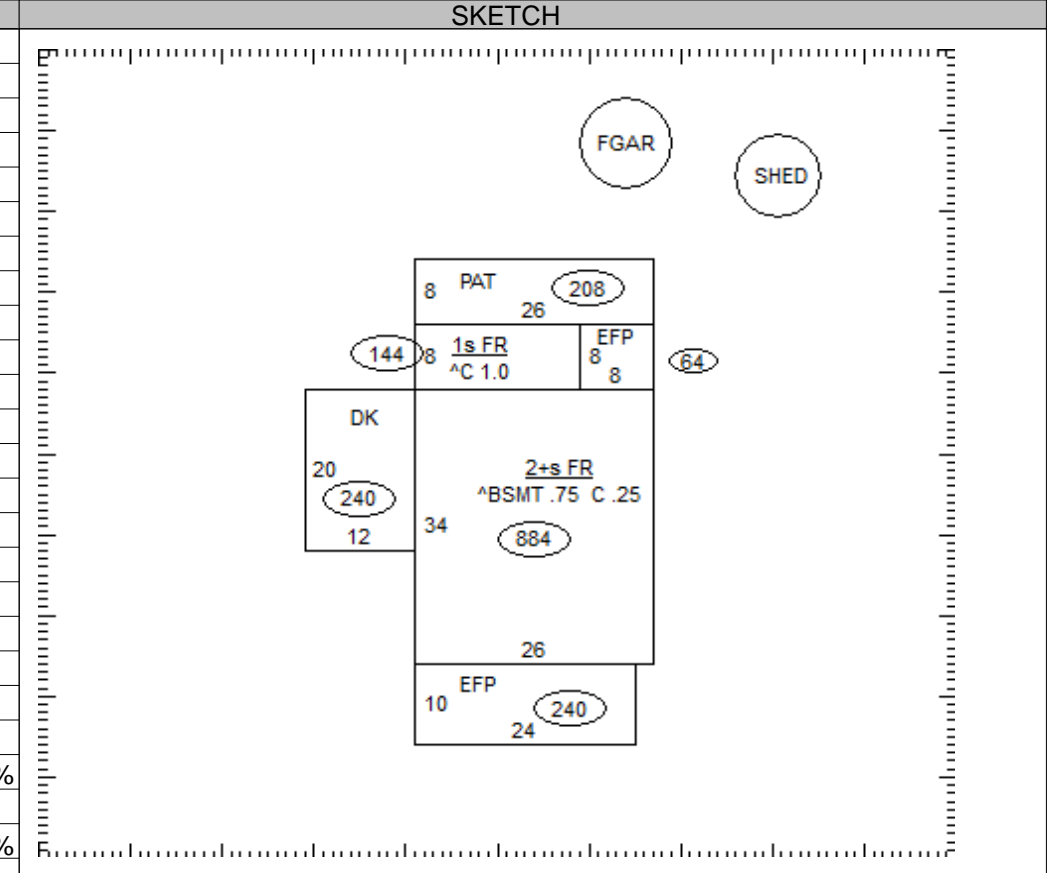 SKETCH
FGAR
SHED
8 PAT 208
26
144 8 1s FR
^C 1.0
EFP
8
8
64
DK
20
240
12
2+s FR
^BSMT .75 C .25
34
884
26
EFP
10 240
24
%
%